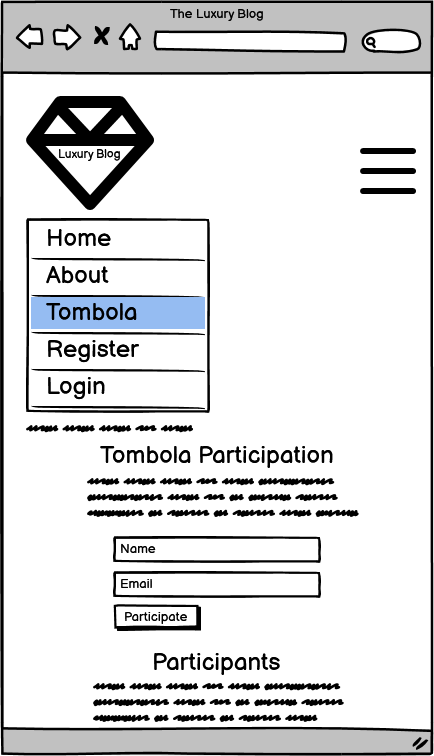 The Luxury Blog
Luxury Blog
Home
About
Tombola
Register
Login
Tombola Participation
Name
Email
Participate
Participants